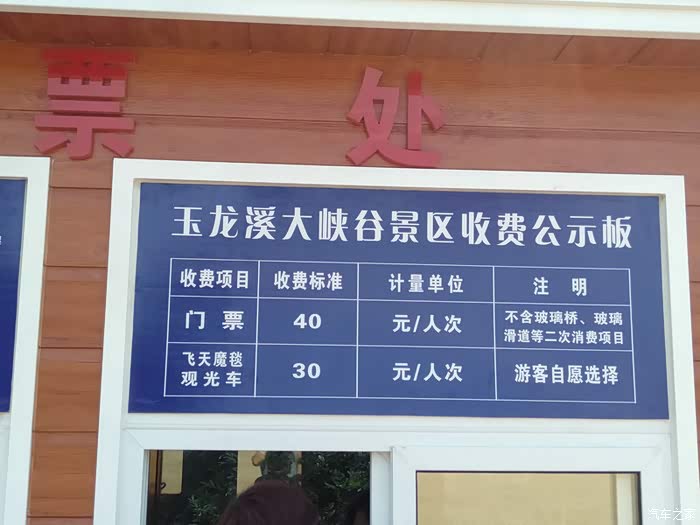 票 处
玉龙溪大峡谷景区收费公示板
收费项目 收费标准 计量单位 注 明
门 票 40 元/人次 不含玻璃桥、玻璃
滑道等二次消费项目
飞天魔毯
观光车 30 元/人次 游客自愿选择
汽车之家